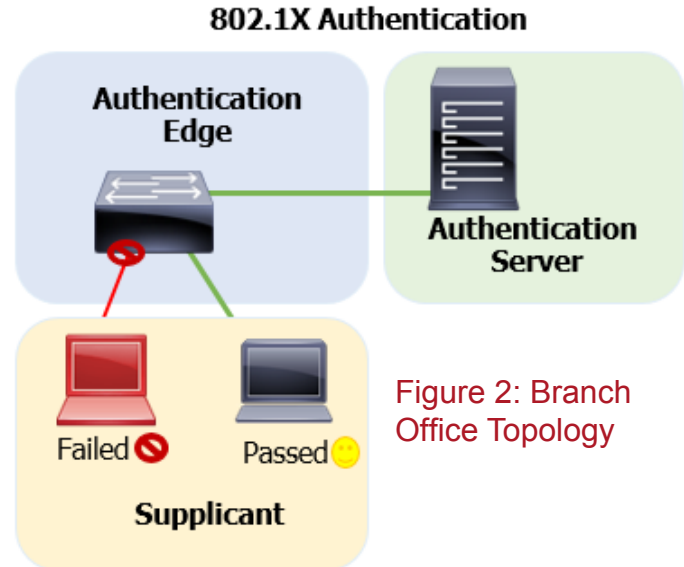 802.1X Authentication
Authentication
Edge
Authentication
Server
Failed
Passed
Supplicant
Figure 2: Branch
Office Topology